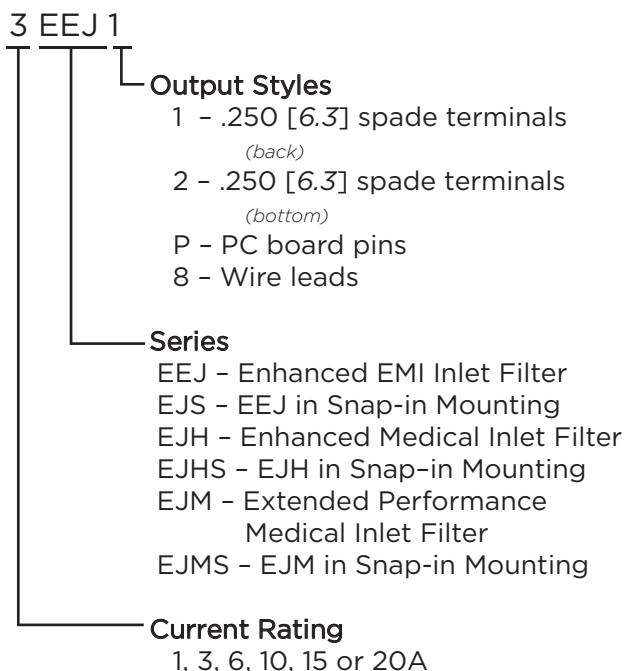 3 EEJ 1
Output Styles
1 – .250 [6.3] spade terminals
(back)
2 – .250 [6.3] spade terminals
(bottom)
P – PC board pins
8 – Wire leads
Series
EEJ – Enhanced EMI Inlet Filter
EJS – EEJ in Snap-in Mounting
EJH – Enhanced Medical Inlet Filter
EJHS – EJH in Snap–in Mounting
EJM – Extended Performance
Medical Inlet Filter
EJMS – EJM in Snap-in Mounting
Current Rating
1, 3, 6, 10, 15 or 20A